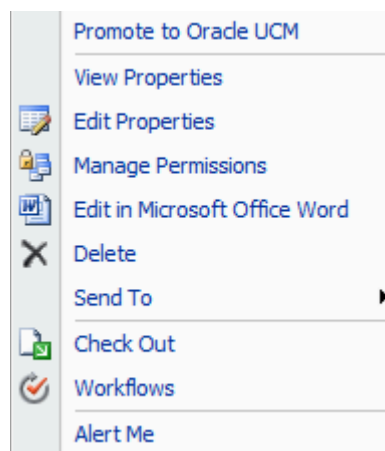 Promote to Oracle UCM
View Properties
Edit Properties
Manage Permissions
Edit in Microsoft Office Word
Delete
Send To
Check Out
Workflows
Alert Me